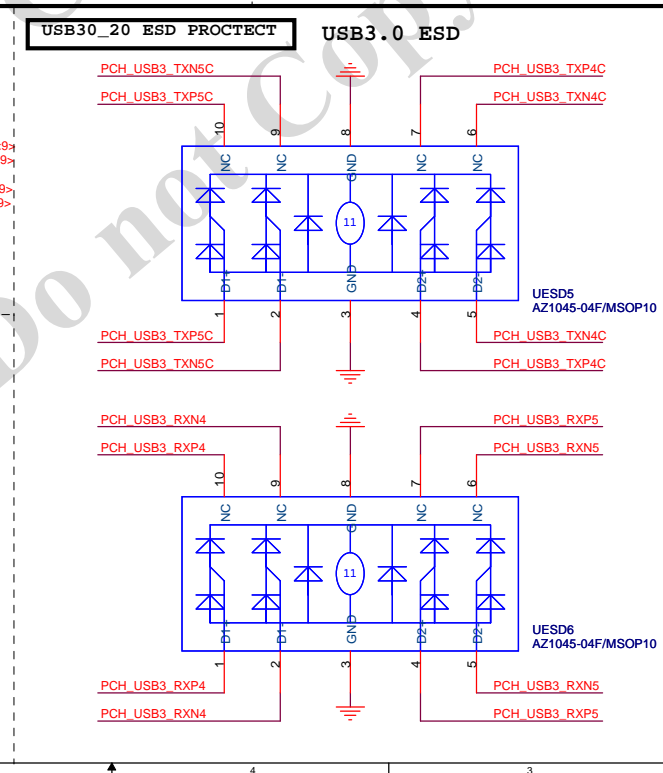 USB30_20 ESD PROCTECT
USB3.0 ESD
PCH_USB3_TXN5C
PCH_USB3_TXP4C
PCH_USB3_TXP5C
PCH_USB3_TXN4C
10 9 8 7 6
NC NC GND NC NC
11
D1+ D1- GND D2+ D2-
1 2 3 4 5
UESD5
AZ1045-04F/MSOP10
PCH_USB3_TXP5C
PCH_USB3_TXN4C
PCH_USB3_TXN5C
PCH_USB3_TXP4C
PCH_USB3_RXN4
PCH_USB3_RXP5
PCH_USB3_RXP4
PCH_USB3_RXN5
10 9 8 7 6
NC NC GND NC NC
11
D1+ D1- GND D2+ D2-
1 2 3 4 5
UESD6
AZ1045-04F/MSOP10
PCH_USB3_RXP4
PCH_USB3_RXN5
PCH_USB3_RXN4
PCH_USB3_RXP5
4 3
Do not Copy